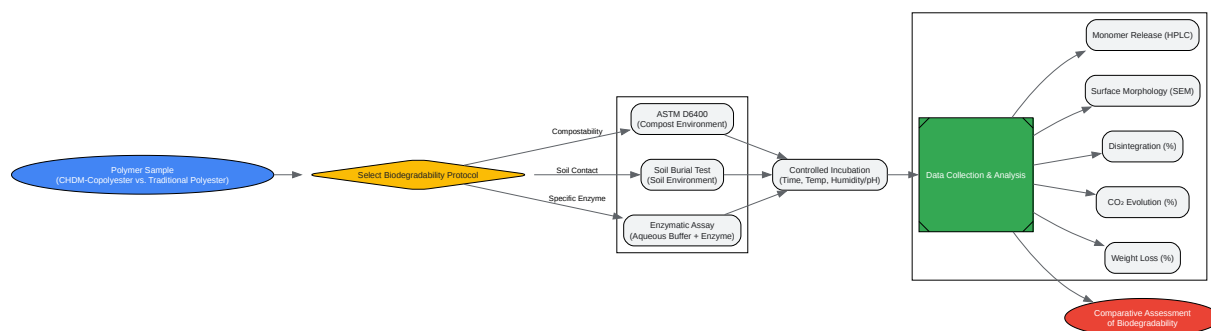 Polymer Sample
(CHDM-Copolyester vs. Traditional Polyester)
Select Biodegradability Protocol
Compostability
Soil Contact
Specific Enzyme
ASTM D6400
(Compost Environment)
Soil Burial Test
(Soil Environment)
Enzymatic Assay
(Aqueous Buffer + Enzyme)
Controlled Incubation
(Time, Temp, Humidity/pH)
Data Collection & Analysis
Monomer Release (HPLC)
Surface Morphology (SEM)
Disintegration (%)
CO₂ Evolution (%)
Weight Loss (%)
Comparative Assessment
of Biodegradability